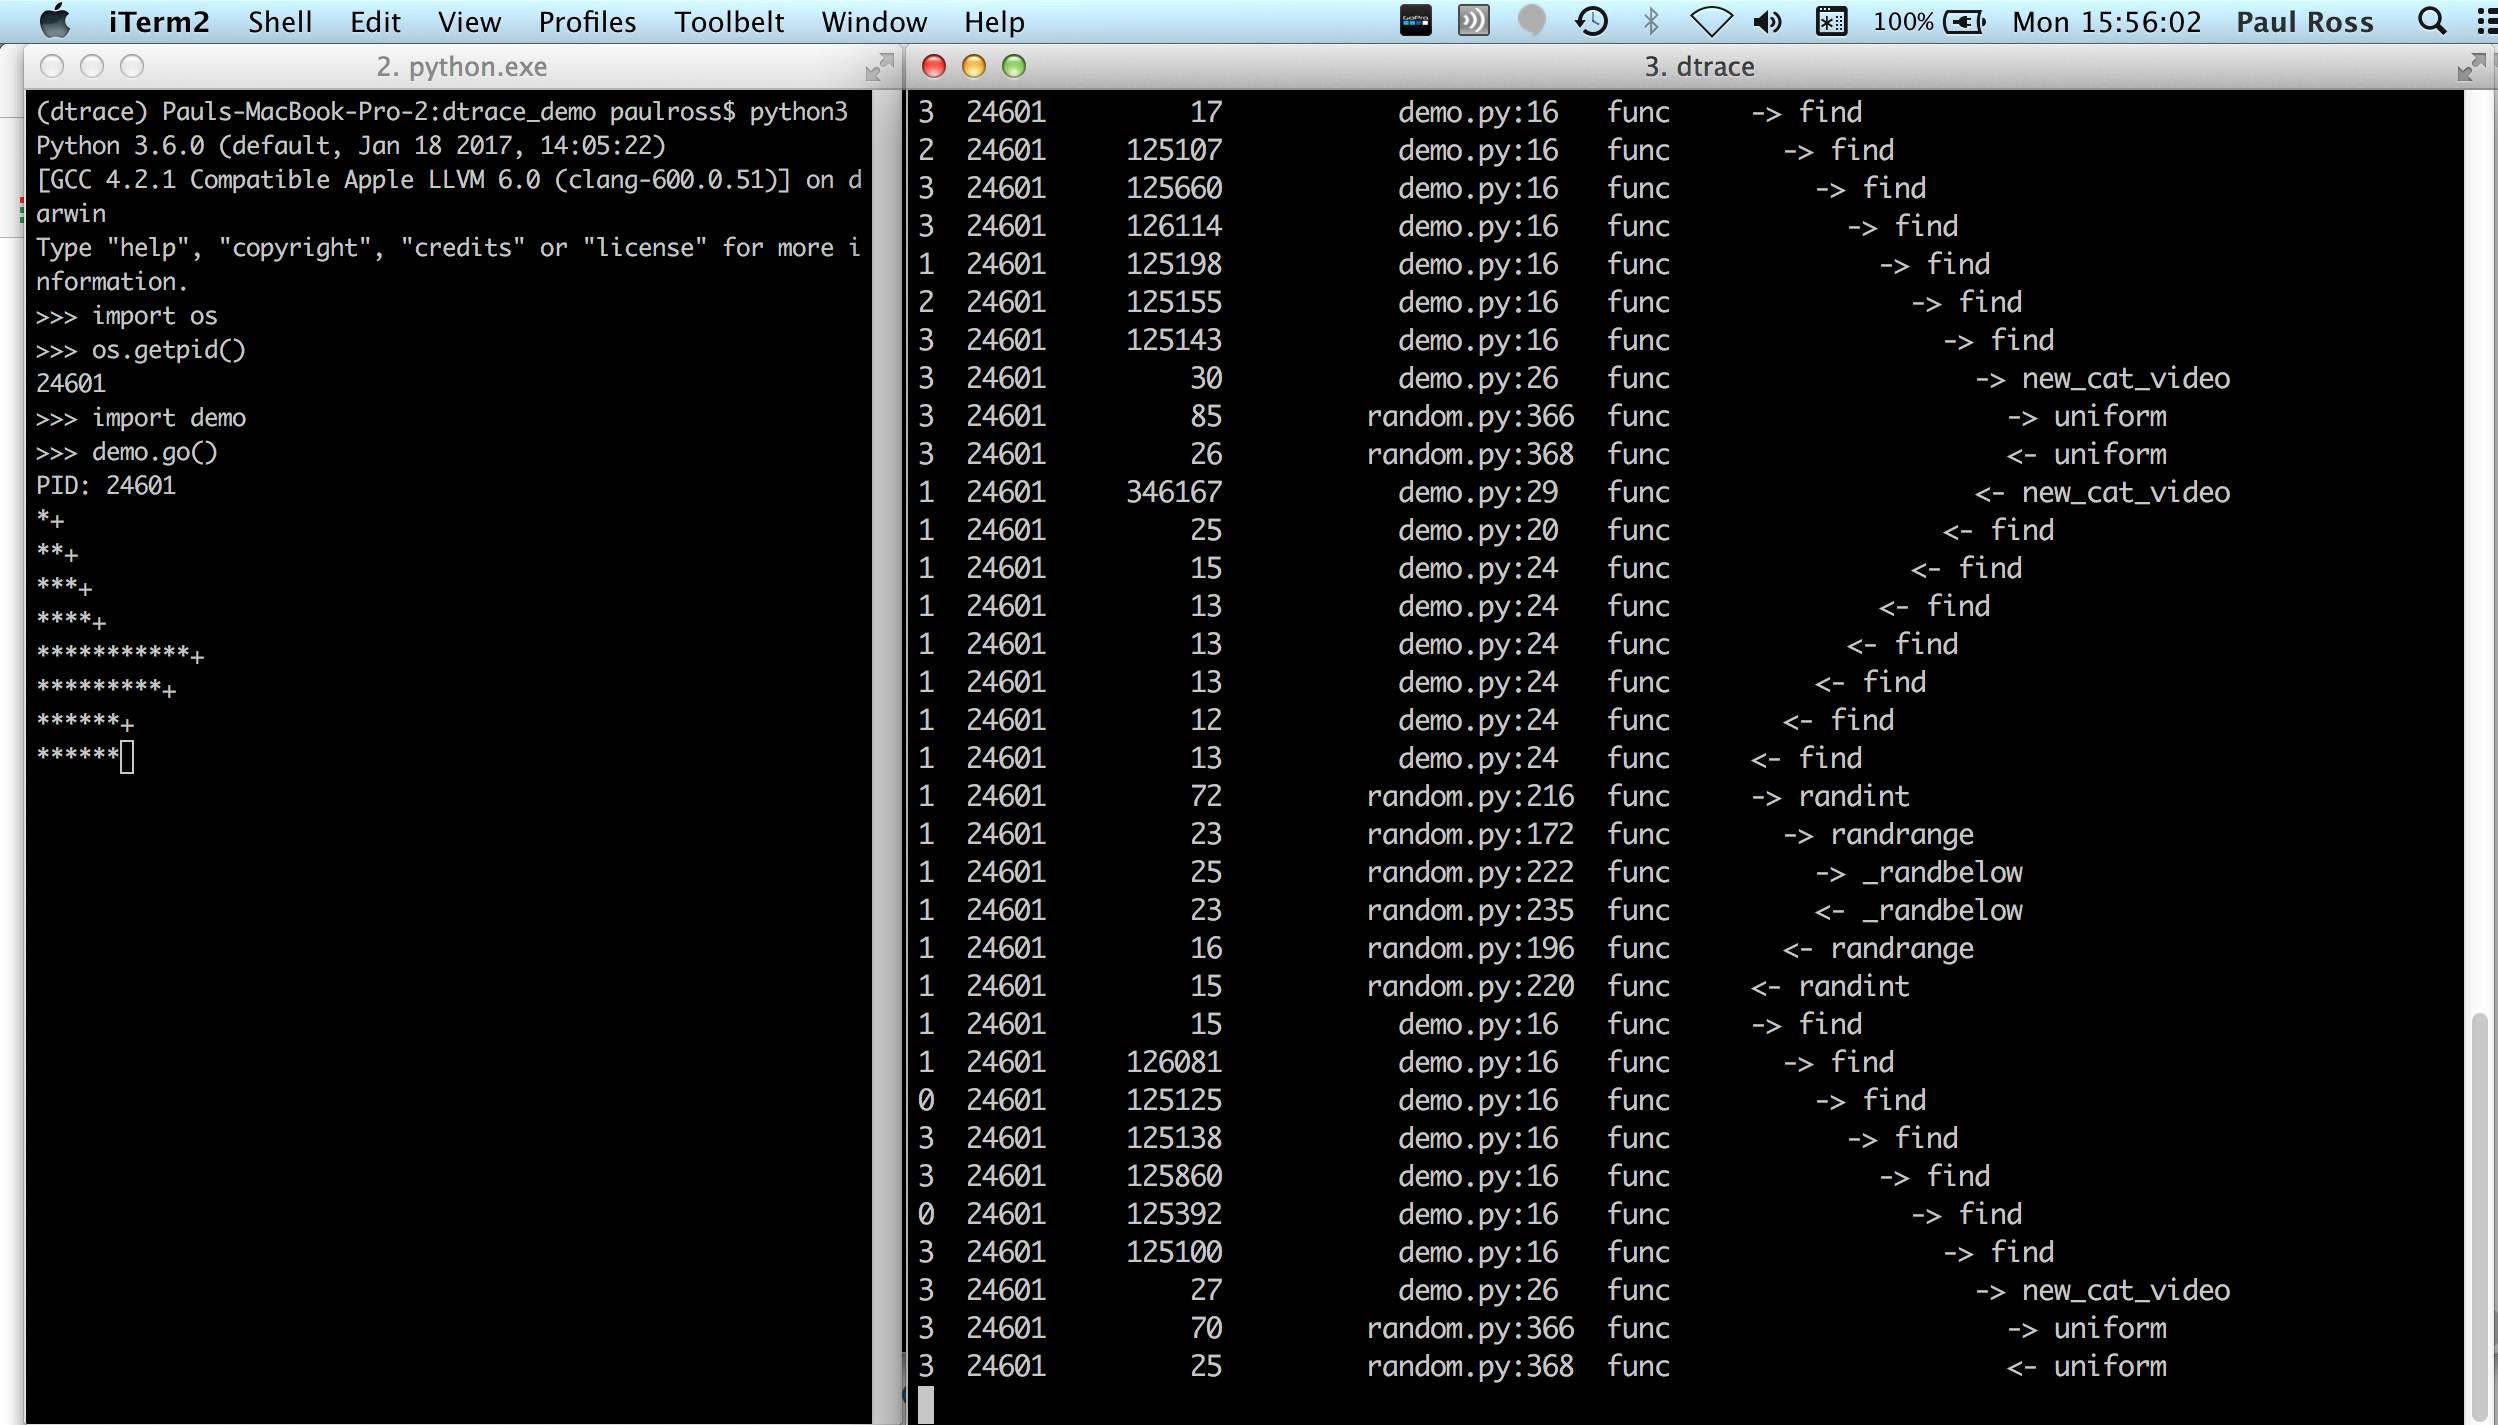 iTerm2 Shell Edit View Profiles Toolbelt Window Help 100% Mon 15:56:02 Paul Ross
2. python.exe
(dtrace) Pauls-MacBook-Pro-2:dtrace_demo paulross$ python3
Python 3.6.0 (default, Jan 18 2017, 14:05:22)
[GCC 4.2.1 Compatible Apple LLVM 6.0 (clang-600.0.51)] on d
arwin
Type "help", "copyright", "credits" or "license" for more i
nformation.
>>> import os
>>> os.getpid()
24601
>>> import demo
>>> demo.go()
PID: 24601
*+
**+
***+
****+
***********+
*********+
******+
******
3. dtrace
3 24601 17 demo.py:16 func -> find
2 24601 125107 demo.py:16 func -> find
3 24601 125660 demo.py:16 func -> find
3 24601 126114 demo.py:16 func -> find
1 24601 125198 demo.py:16 func -> find
2 24601 125155 demo.py:16 func -> find
3 24601 125143 demo.py:16 func -> find
3 24601 30 demo.py:26 func -> new_cat_video
3 24601 85 random.py:366 func -> uniform
3 24601 26 random.py:368 func <- uniform
1 24601 346167 demo.py:29 func <- new_cat_video
1 24601 25 demo.py:20 func <- find
1 24601 15 demo.py:24 func <- find
1 24601 13 demo.py:24 func <- find
1 24601 13 demo.py:24 func <- find
1 24601 13 demo.py:24 func <- find
1 24601 12 demo.py:24 func <- find
1 24601 13 demo.py:24 func <- find
1 24601 72 random.py:216 func -> randint
1 24601 23 random.py:172 func -> randrange
1 24601 25 random.py:222 func -> _randbelow
1 24601 23 random.py:235 func <- _randbelow
1 24601 16 random.py:196 func <- randrange
1 24601 15 random.py:220 func <- randint
1 24601 15 demo.py:16 func -> find
1 24601 126081 demo.py:16 func -> find
0 24601 125125 demo.py:16 func -> find
3 24601 125138 demo.py:16 func -> find
3 24601 125860 demo.py:16 func -> find
0 24601 125392 demo.py:16 func -> find
3 24601 125100 demo.py:16 func -> find
3 24601 27 demo.py:26 func -> new_cat_video
3 24601 70 random.py:366 func -> uniform
3 24601 25 random.py:368 func <- uniform